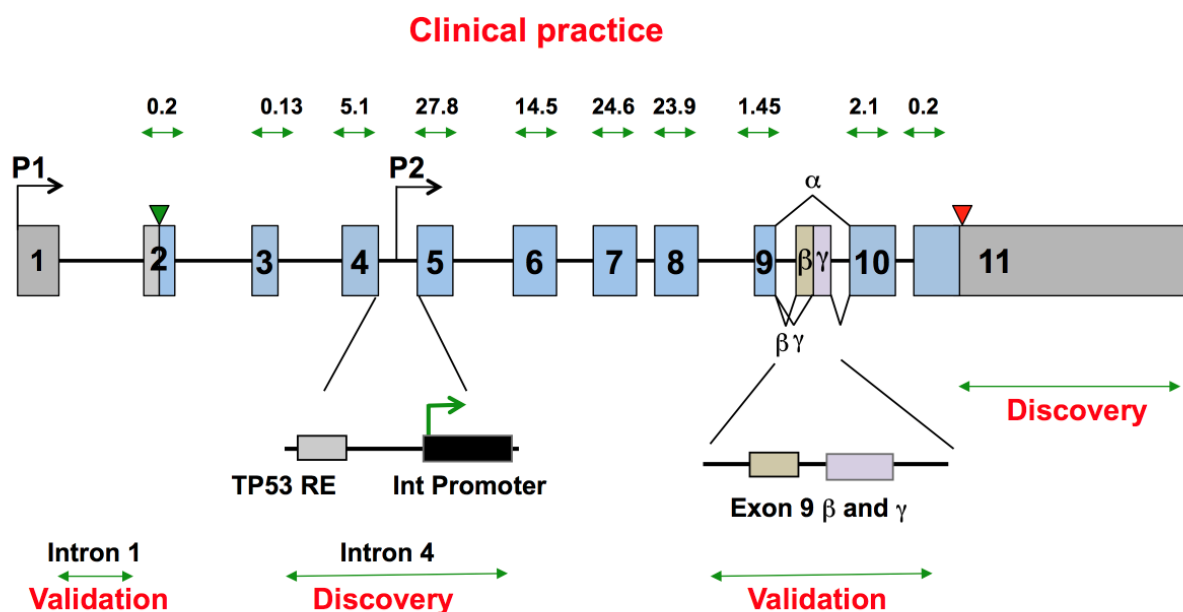 Clinical practice
0.2 0.13 5.1 27.8 14.5 24.6 23.9 1.45 2.1 0.2
P1 P2
α
1 2 3 4 5 6 7 8 9 β γ 10 11
β γ
Discovery
TP53 RE Int Promoter
Exon 9 β and γ
Intron 1 Intron 4
Validation Discovery Validation